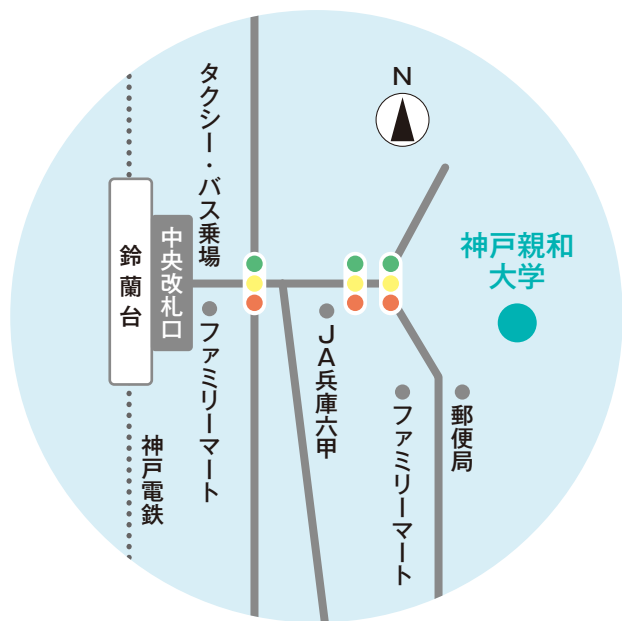 N
タクシー・バス乗場
鈴蘭台
中央改札口
神戸親和
大学
ファミリーマート
JA兵庫六甲
ファミリーマート
郵便局
神戸電鉄